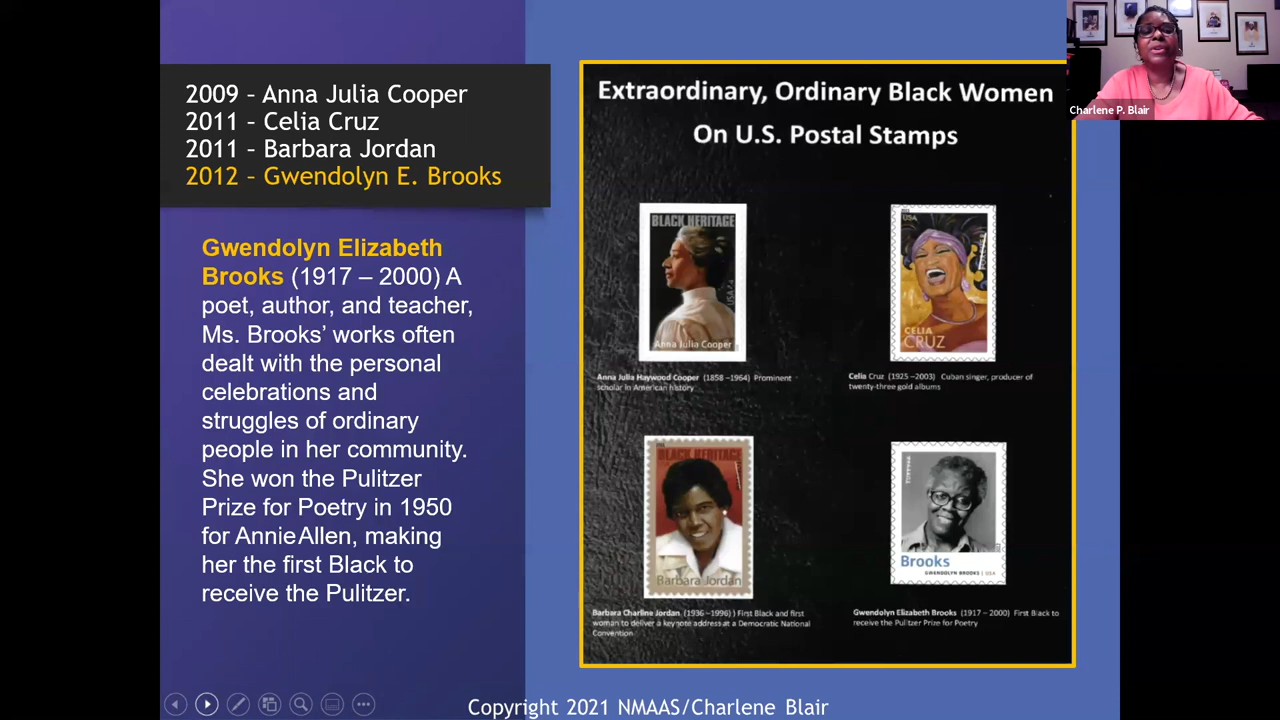 2009 – Anna Julia Cooper
2011 – Celia Cruz
2011 – Barbara Jordan
2012 – Gwendolyn E. Brooks
Gwendolyn Elizabeth
Brooks (1917 – 2000) A
poet, author, and teacher,
Ms. Brooks’ works often
dealt with the personal
celebrations and
struggles of ordinary
people in her community.
She won the Pulitzer
Prize for Poetry in 1950
for AnnieAllen, making
her the first Black to
receive the Pulitzer.
Extraordinary, Ordinary Black Women
On U.S. Postal Stamps
BLACK HERITAGE
USA
Anna Julia Cooper
Anna Julia Haywood Cooper (1858 –1964) Prominent
scholar in American history
USA
CELIA
CRUZ
Celia Cruz (1925 –2003) Cuban singer, producer of
twenty-three gold albums
BLACK HERITAGE
Barbara Jordan
Barbara Charline Jordan (1936 –1996) ) First Black and first
woman to deliver a keynote address at a Democratic National
Convention
Brooks
GWENDOLYN BROOKS | USA
Gwendolyn Elizabeth Brooks (1917 – 2000) First Black to
receive the Pulitzer Prize for Poetry
Charlene P. Blair
Copyright 2021 NMAAS/Charlene Blair